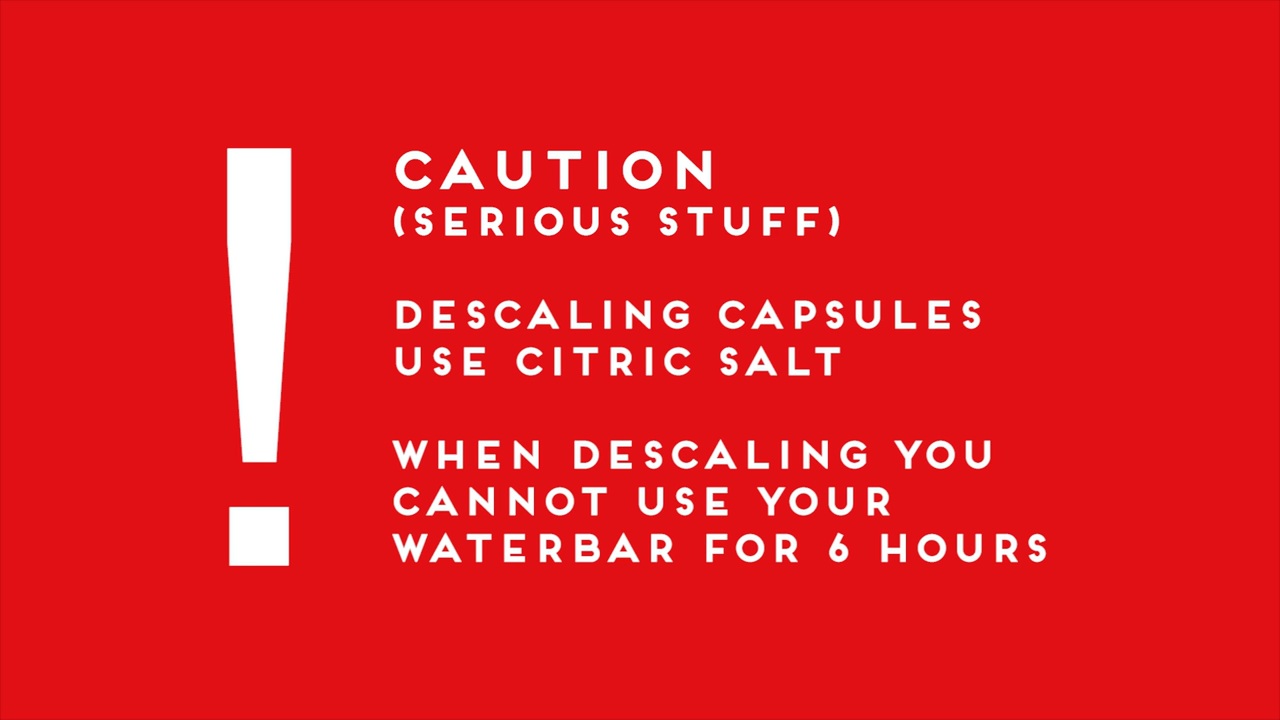 CAUTION
(SERIOUS STUFF)
DESCALING CAPSULES
USE CITRIC SALT
WHEN DESCALING YOU
CANNOT USE YOUR
WATERBAR FOR 6 HOURS